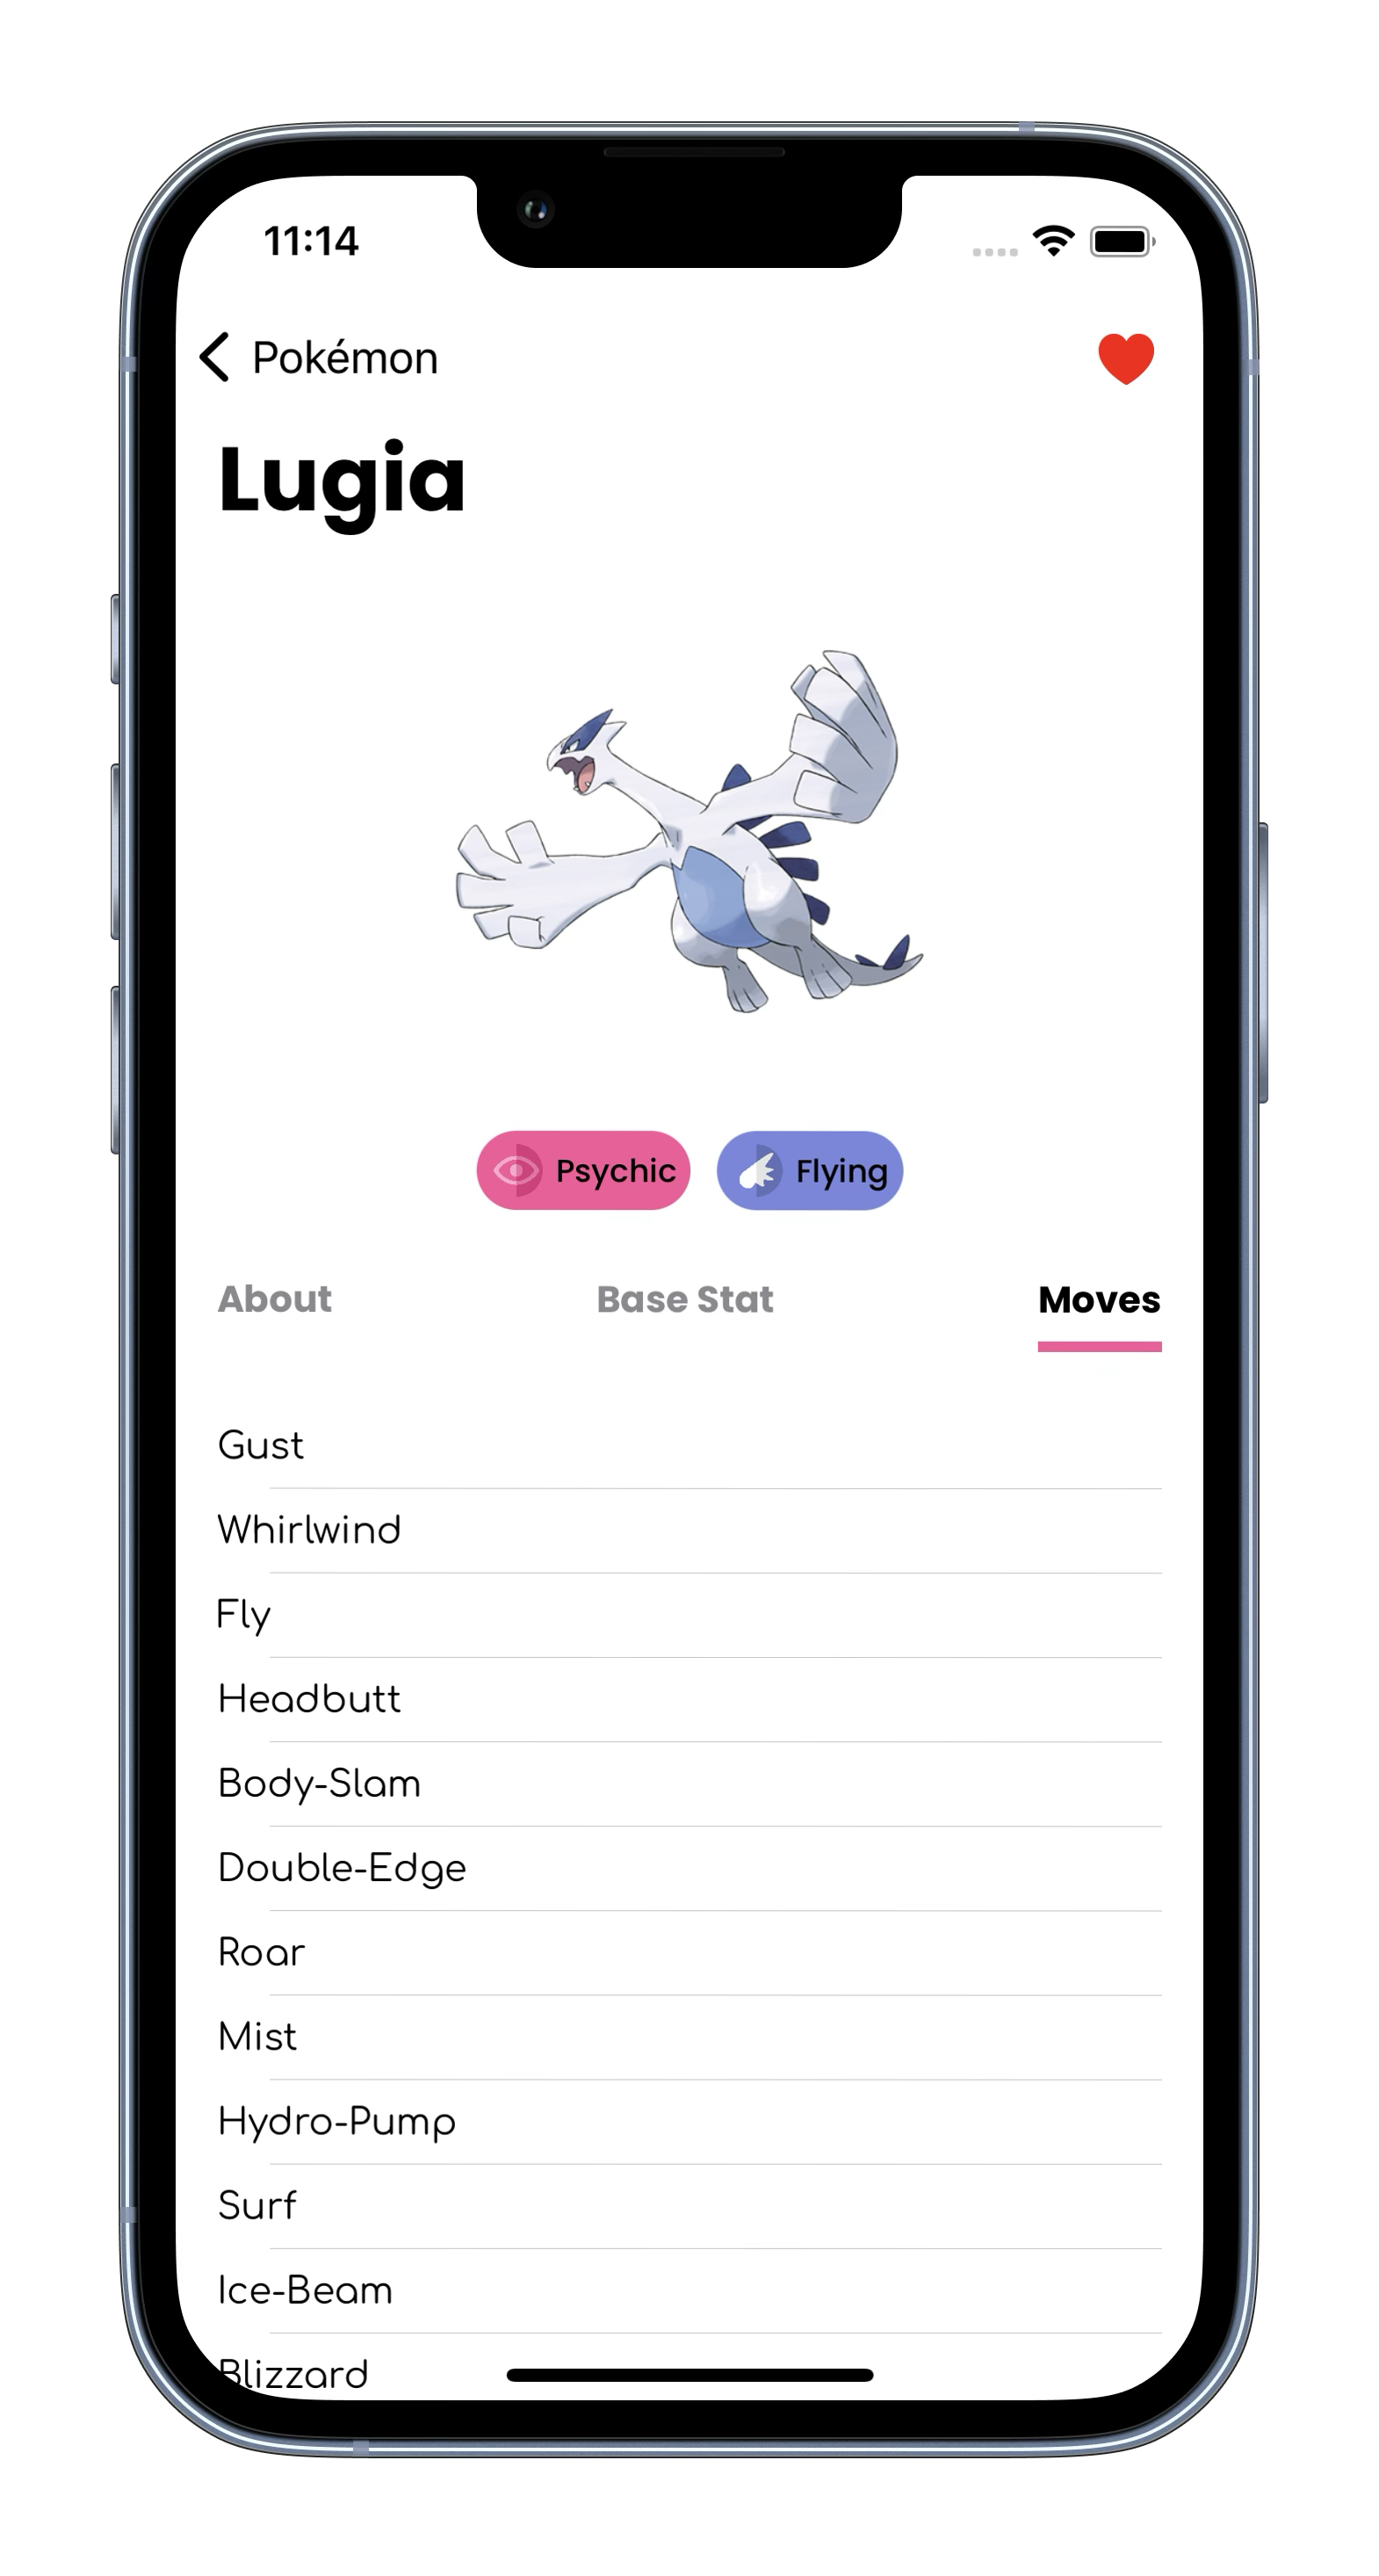 11:14
Pokémon
Lugia
Psychic Flying
About Base Stat Moves
Gust
Whirlwind
Fly
Headbutt
Body-Slam
Double-Edge
Roar
Mist
Hydro-Pump
Surf
Ice-Beam
Blizzard